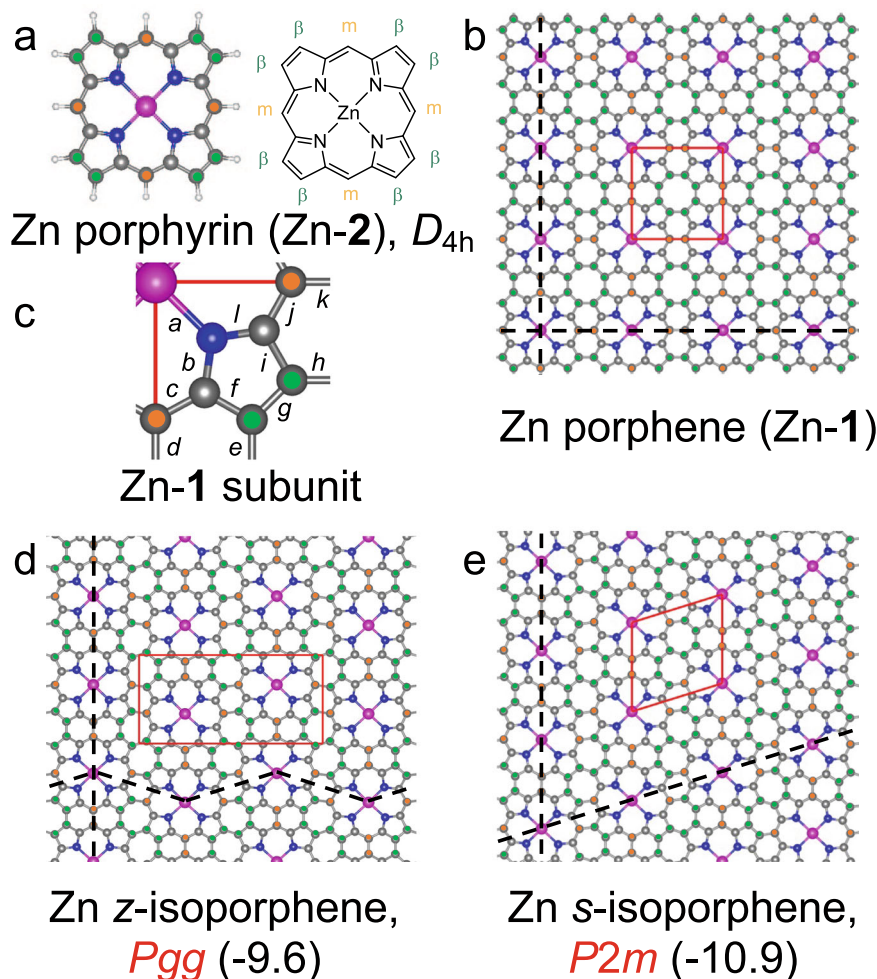 a
β m β
β β
N N
m Zn m
N N
β β
β m β
Zn porphyrin (Zn-2), D4h
b
Zn porphene (Zn-1)
c
a l j k
b i h
c f g
d e
Zn-1 subunit
d
Zn z-isoporphene,
Pgg (-9.6)
e
Zn s-isoporphene,
P2m (-10.9)